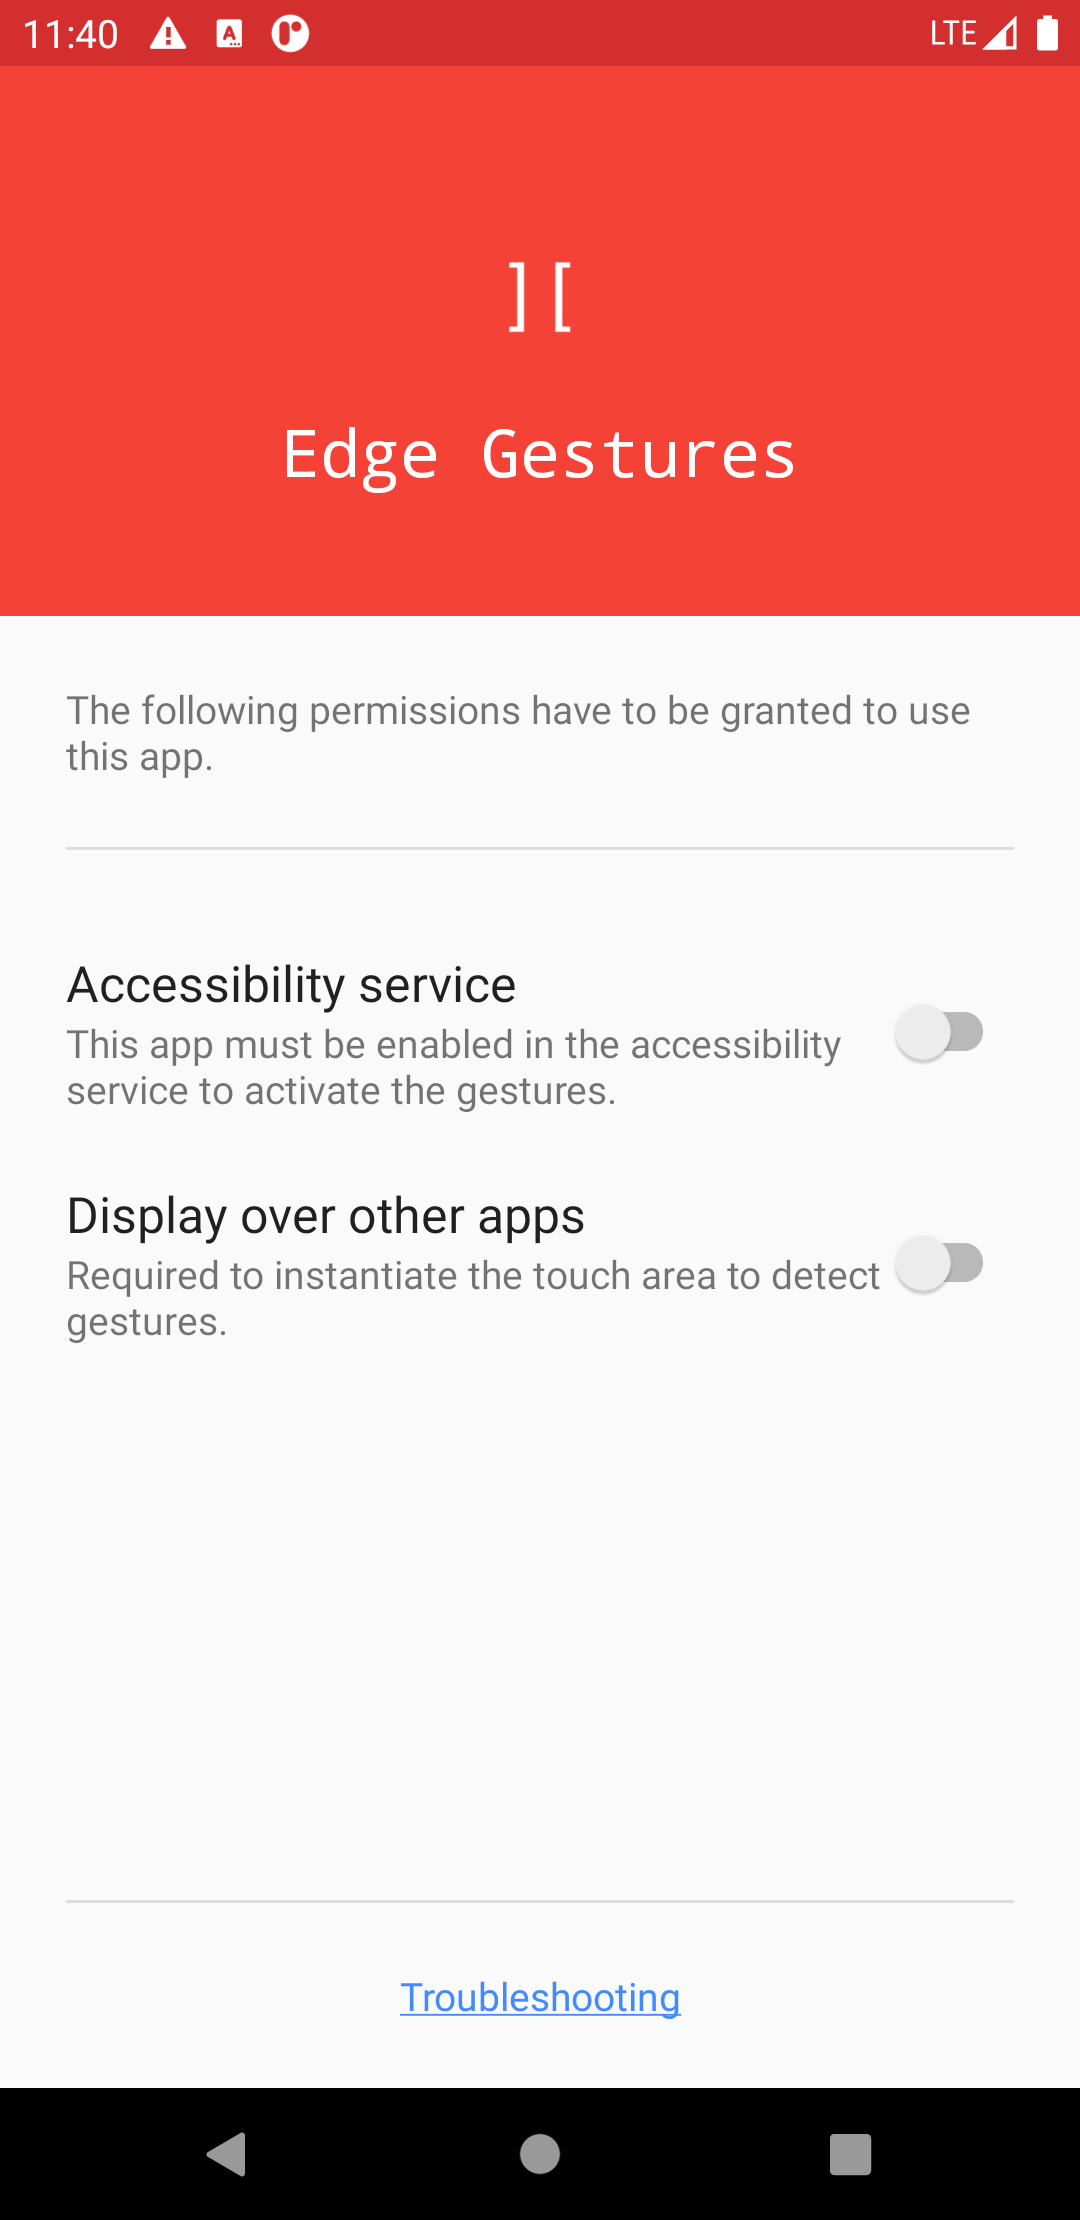 11:40
LTE
][
Edge Gestures
The following permissions have to be granted to use
this app.
Accessibility service
This app must be enabled in the accessibility
service to activate the gestures.
Display over other apps
Required to instantiate the touch area to detect
gestures.
Troubleshooting